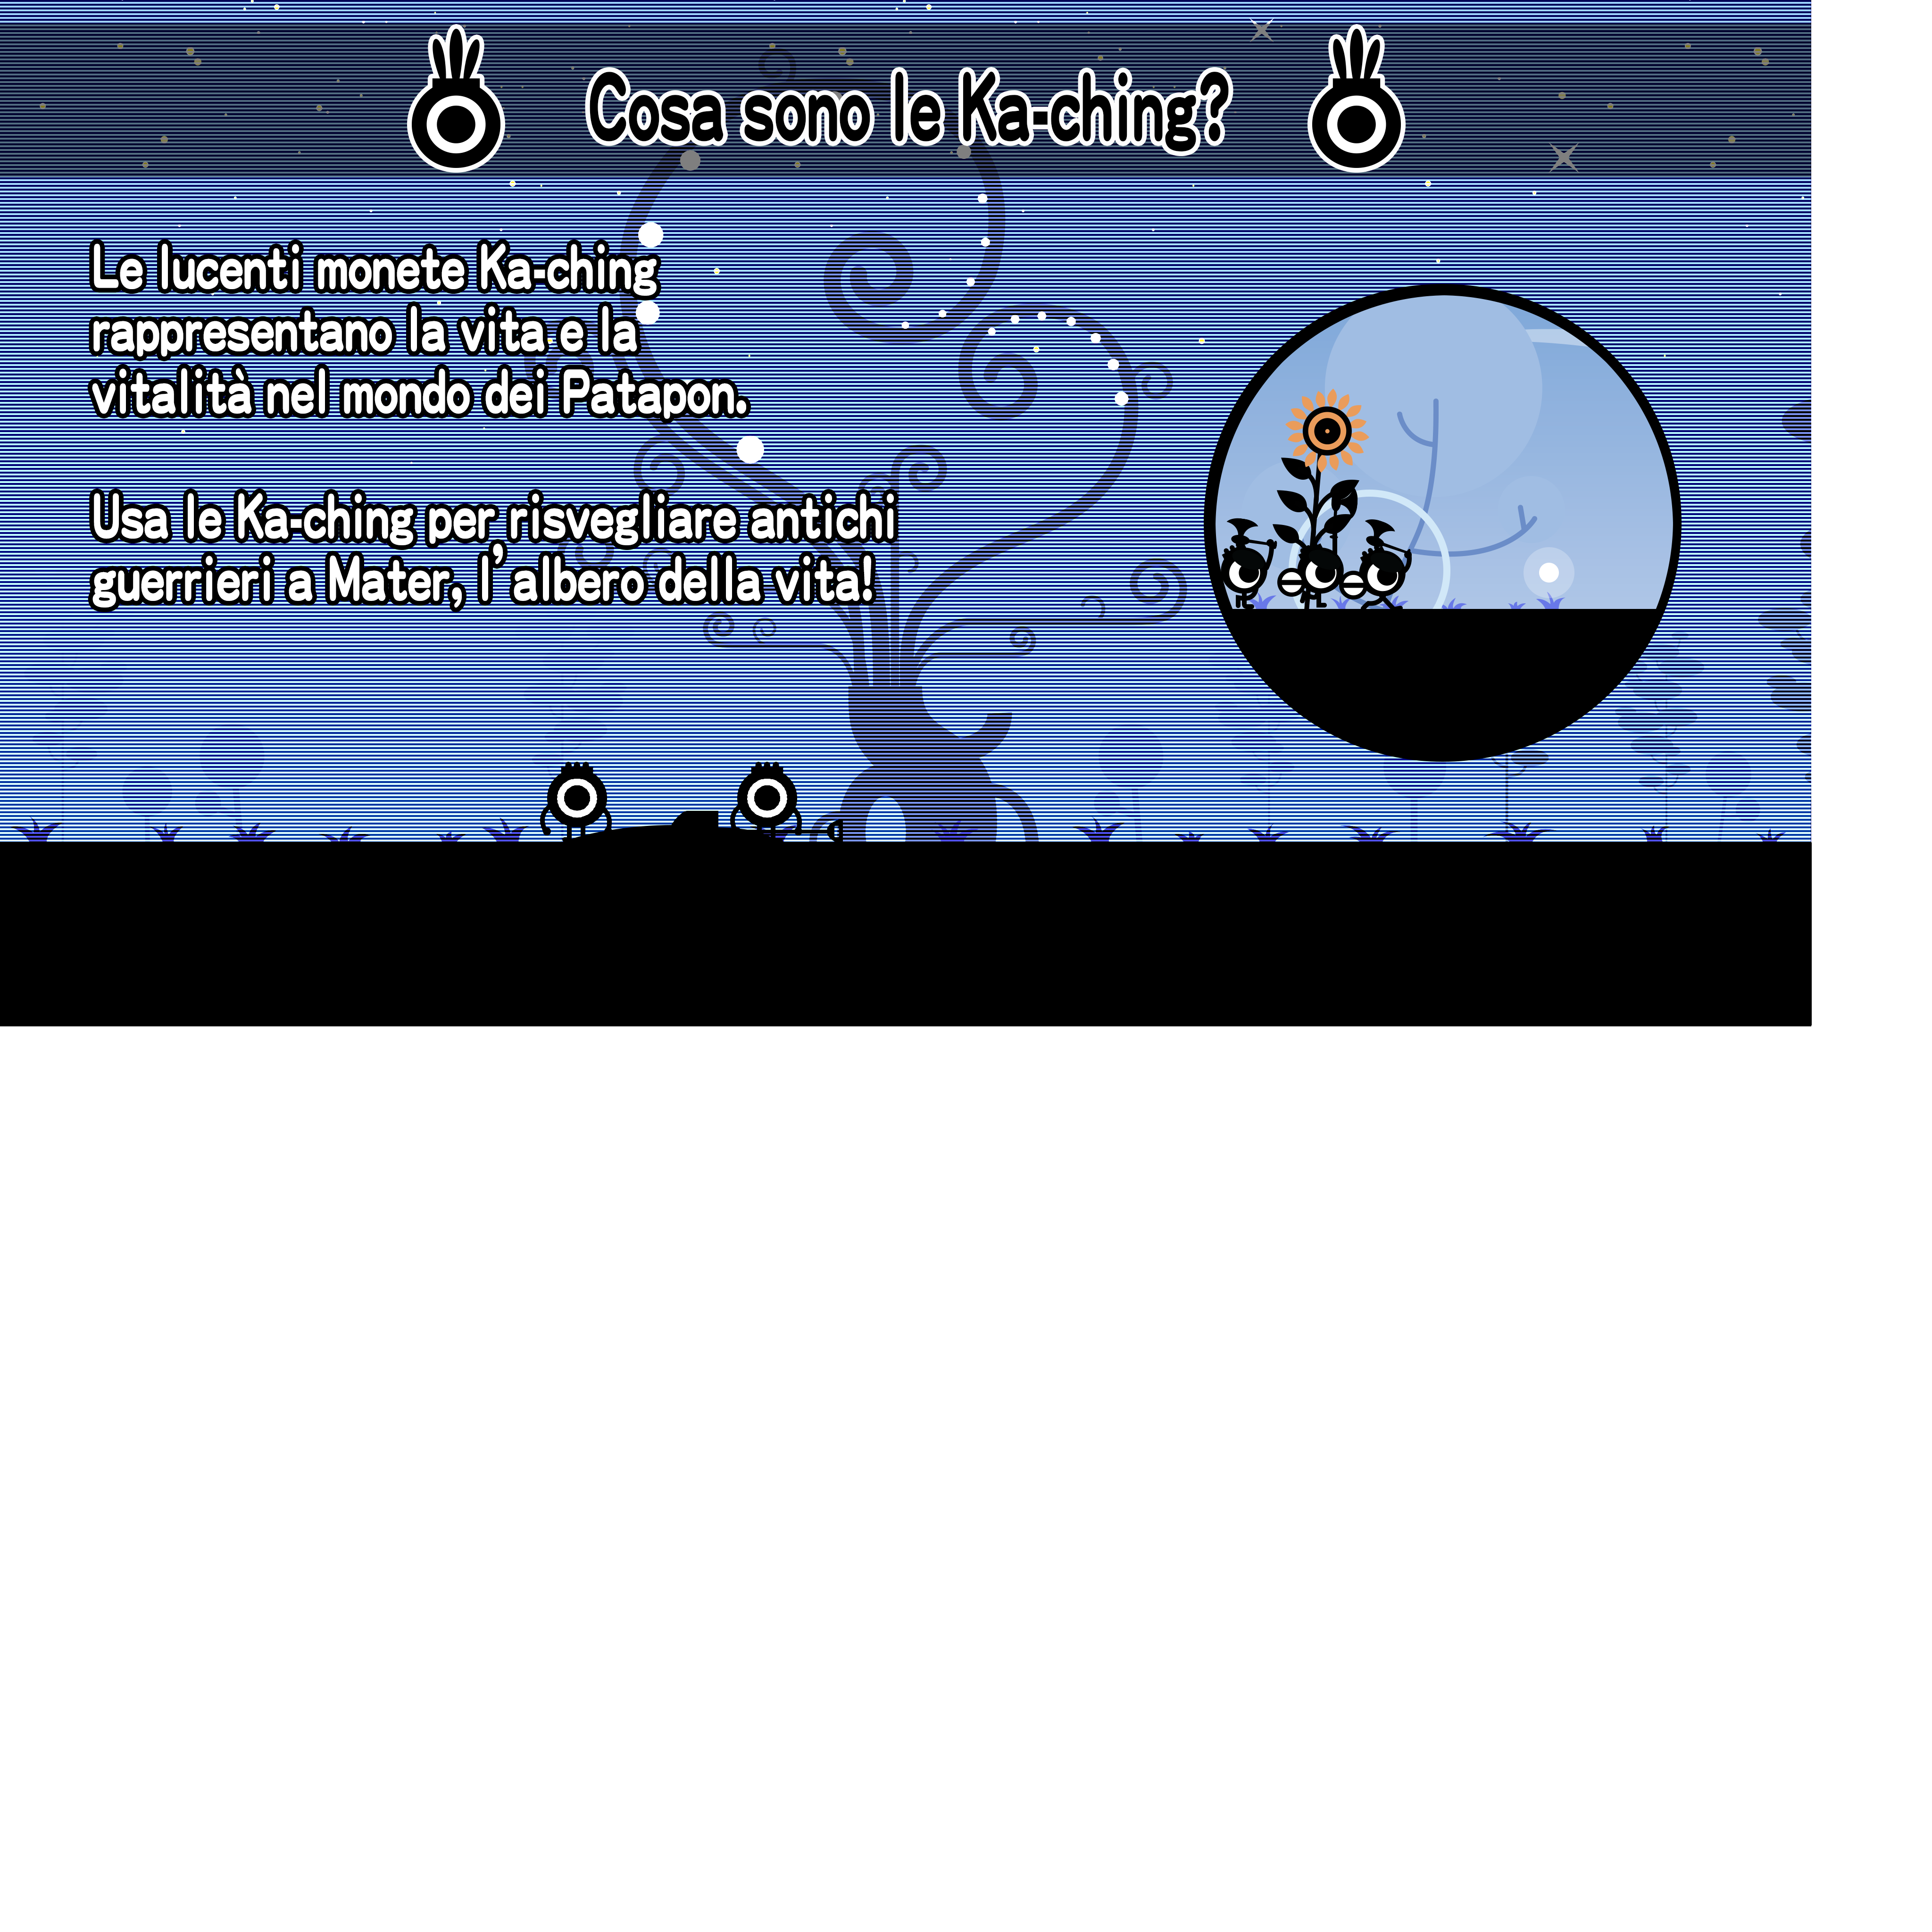 Cosa sono le Ka-ching?
Le lucenti monete Ka-ching
rappresentano la vita e la
vitalità nel mondo dei Patapon.
Usa le Ka-ching per risvegliare antichi
guerrieri a Mater, l'albero della vita!